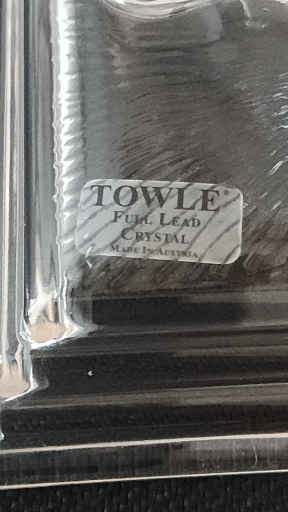 TOWLE®
FULL LEAD
CRYSTAL
MADE IN AUSTRIA